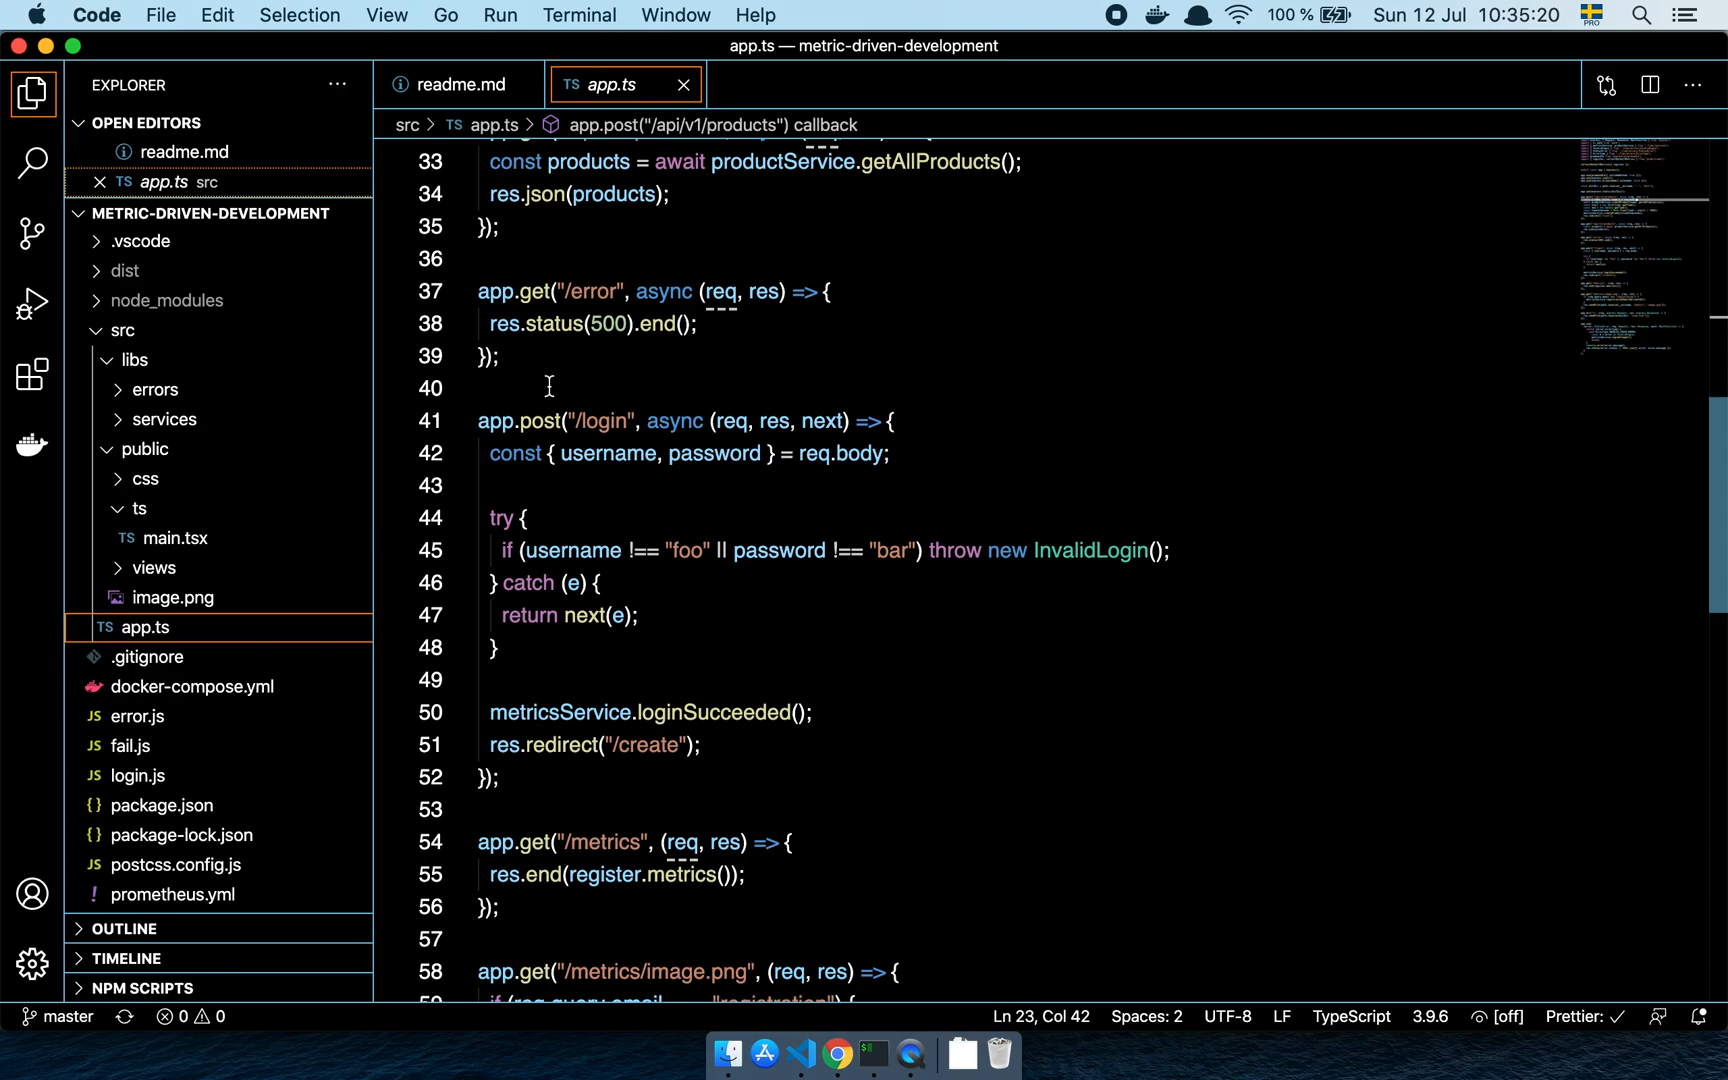 Code File Edit Selection View Go Run Terminal Window Help 100 % Sun 12 Jul 10:35:20 PRO
app.ts — metric-driven-development
EXPLORER
readme.md
TS app.ts
OPEN EDITORS
readme.md
TS app.ts src
METRIC-DRIVEN-DEVELOPMENT
.vscode
dist
node_modules
src
libs
errors
services
public
css
ts
TS main.tsx
views
image.png
TS app.ts
.gitignore
docker-compose.yml
JS error.js
JS fail.js
JS login.js
{} package.json
{} package-lock.json
JS postcss.config.js
! prometheus.yml
OUTLINE
TIMELINE
NPM SCRIPTS
src > TS app.ts > app.post("/api/v1/products") callback
33 const products = await productService.getAllProducts();
34 res.json(products);
35 });
36
37 app.get("/error", async (req, res) => {
38 res.status(500).end();
39 });
40
41 app.post("/login", async (req, res, next) => {
42 const { username, password } = req.body;
43
44 try {
45 if (username !== "foo" || password !== "bar") throw new InvalidLogin();
46 } catch (e) {
47 return next(e);
48 }
49
50 metricsService.loginSucceeded();
51 res.redirect("/create");
52 });
53
54 app.get("/metrics", (req, res) => {
55 res.end(register.metrics());
56 });
57
58 app.get("/metrics/image.png", (req, res) => {
master 0 0 Ln 23, Col 42 Spaces: 2 UTF-8 LF TypeScript 3.9.6 [off] Prettier: ✓